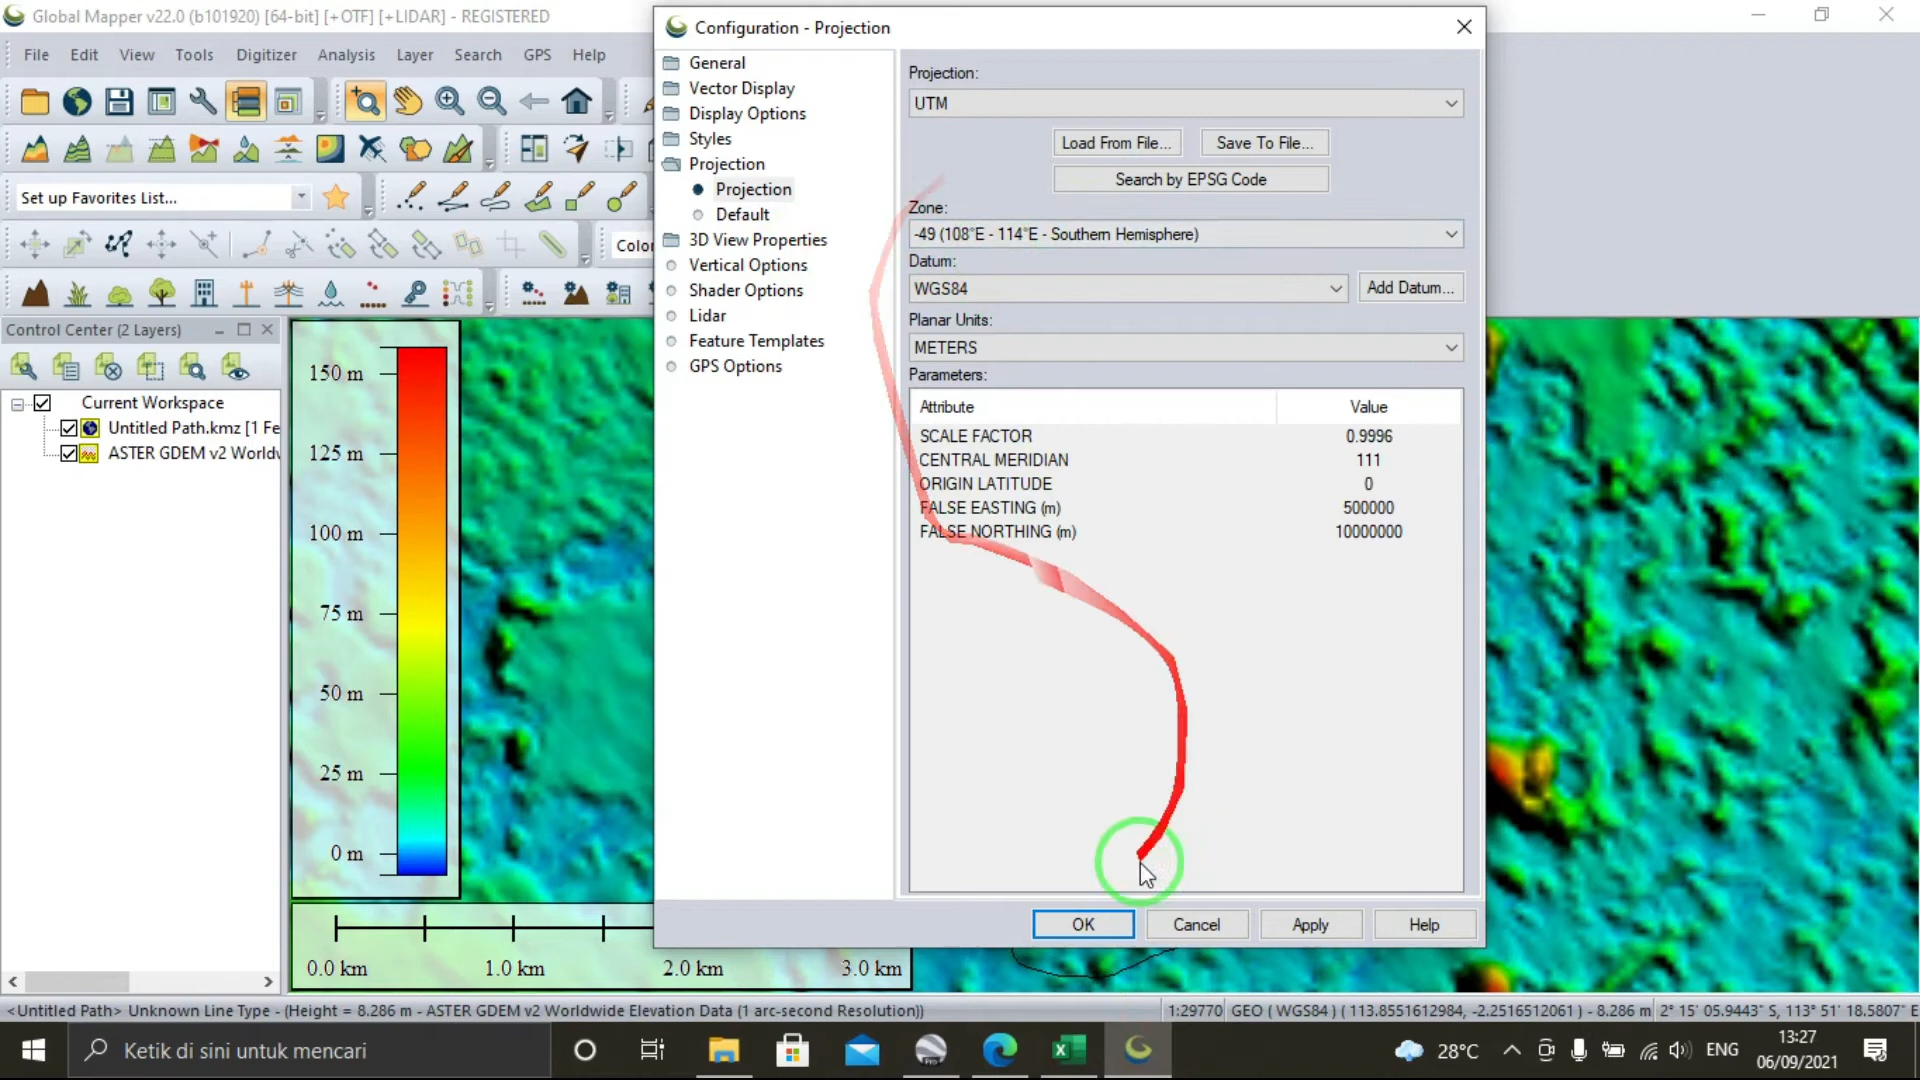 Global Mapper v22.0 (b101920) [64-bit] [+OTF] [+LIDAR] - REGISTERED
File Edit View Tools Digitizer Analysis Layer Search GPS Help
Set up Favorites List...
Color
Control Center (2 Layers)
Current Workspace
Untitled Path.kmz [1 Fe
ASTER GDEM v2 Worldw
150 m
125 m
100 m
75 m
50 m
25 m
0 m
0.0 km 1.0 km 2.0 km 3.0 km
Configuration - Projection
General
Vector Display
Display Options
Styles
Projection
Projection
Default
3D View Properties
Vertical Options
Shader Options
Lidar
Feature Templates
GPS Options
Projection:
UTM
Load From File... Save To File...
Search by EPSG Code
Zone:
-49 (108°E - 114°E - Southern Hemisphere)
Datum:
WGS84 Add Datum...
Planar Units:
METERS
Parameters:
Attribute Value
SCALE FACTOR 0.9996
CENTRAL MERIDIAN 111
ORIGIN LATITUDE 0
FALSE EASTING (m) 500000
FALSE NORTHING (m) 10000000
OK Cancel Apply Help
<Untitled Path> Unknown Line Type - (Height = 8.286 m - ASTER GDEM v2 Worldwide Elevation Data (1 arc-second Resolution)) 1:29770 GEO ( WGS84 ) ( 113.8551612984, -2.2516512061 ) - 8.286 m 2° 15' 05.9443" S, 113° 51' 18.5807" E
Ketik di sini untuk mencari
Pro
28°C
ENG
13:27
06/09/2021